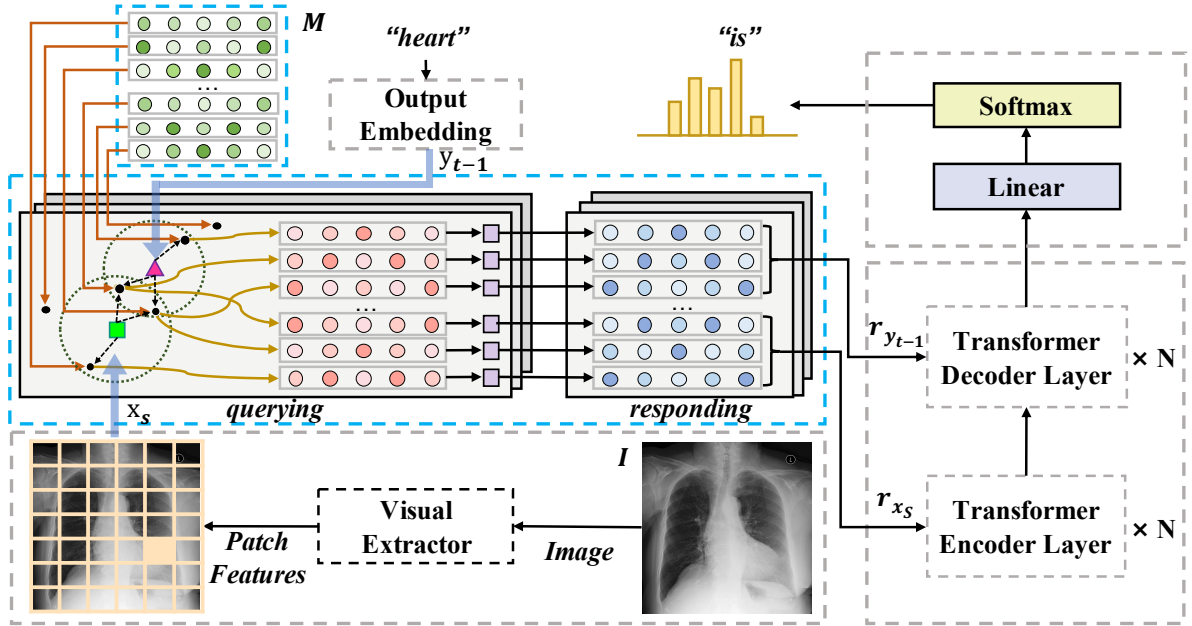 M
"heart"
"is"
...
Output
Embedding
y_{t-1}
Softmax
Linear
...
...
querying
responding
x_s
r_{y_{t-1}}
Transformer
Decoder Layer
× N
I
L
L
Visual
Extractor
Patch
Features
Image
r_{x_S}
Transformer
Encoder Layer
× N